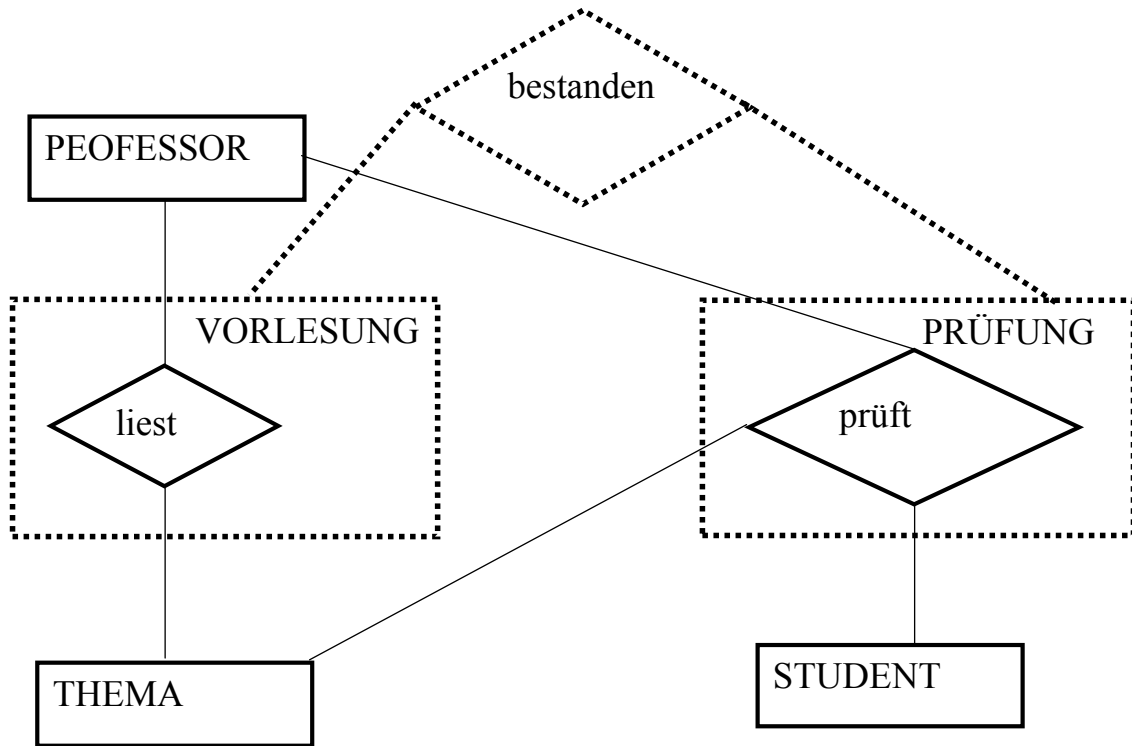 bestanden
PEOFESSOR
VORLESUNG
PRÜFUNG
liest
prüft
THEMA
STUDENT